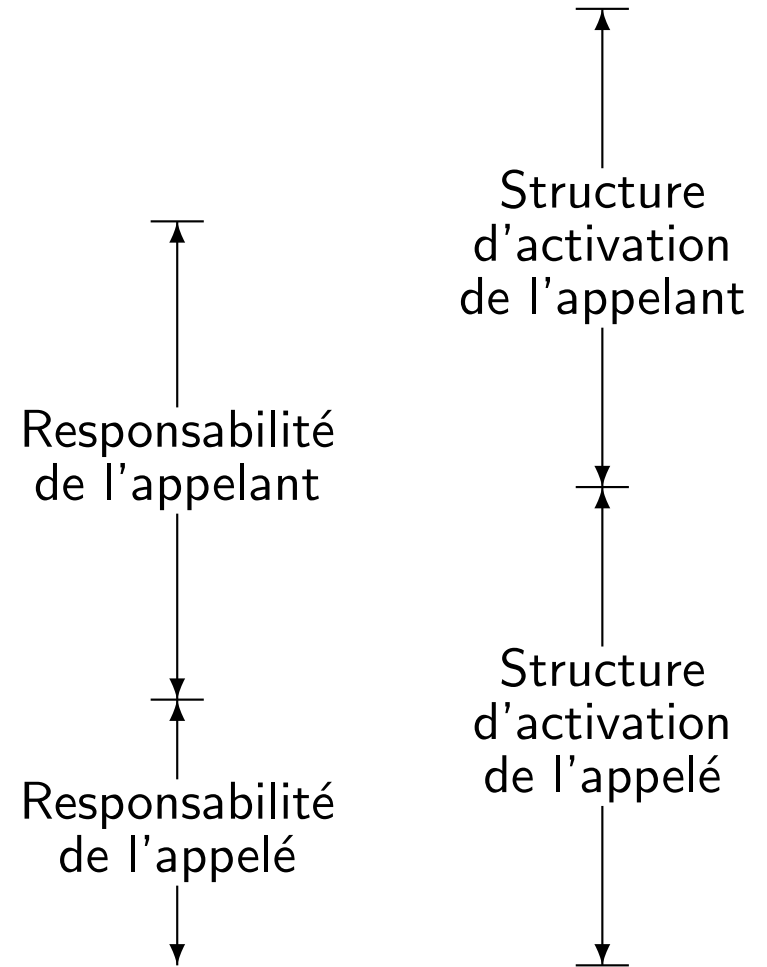 Structure
d'activation
de l'appelant
Responsabilité
de l'appelant
Structure
d'activation
de l'appelé
Responsabilité
de l'appelé